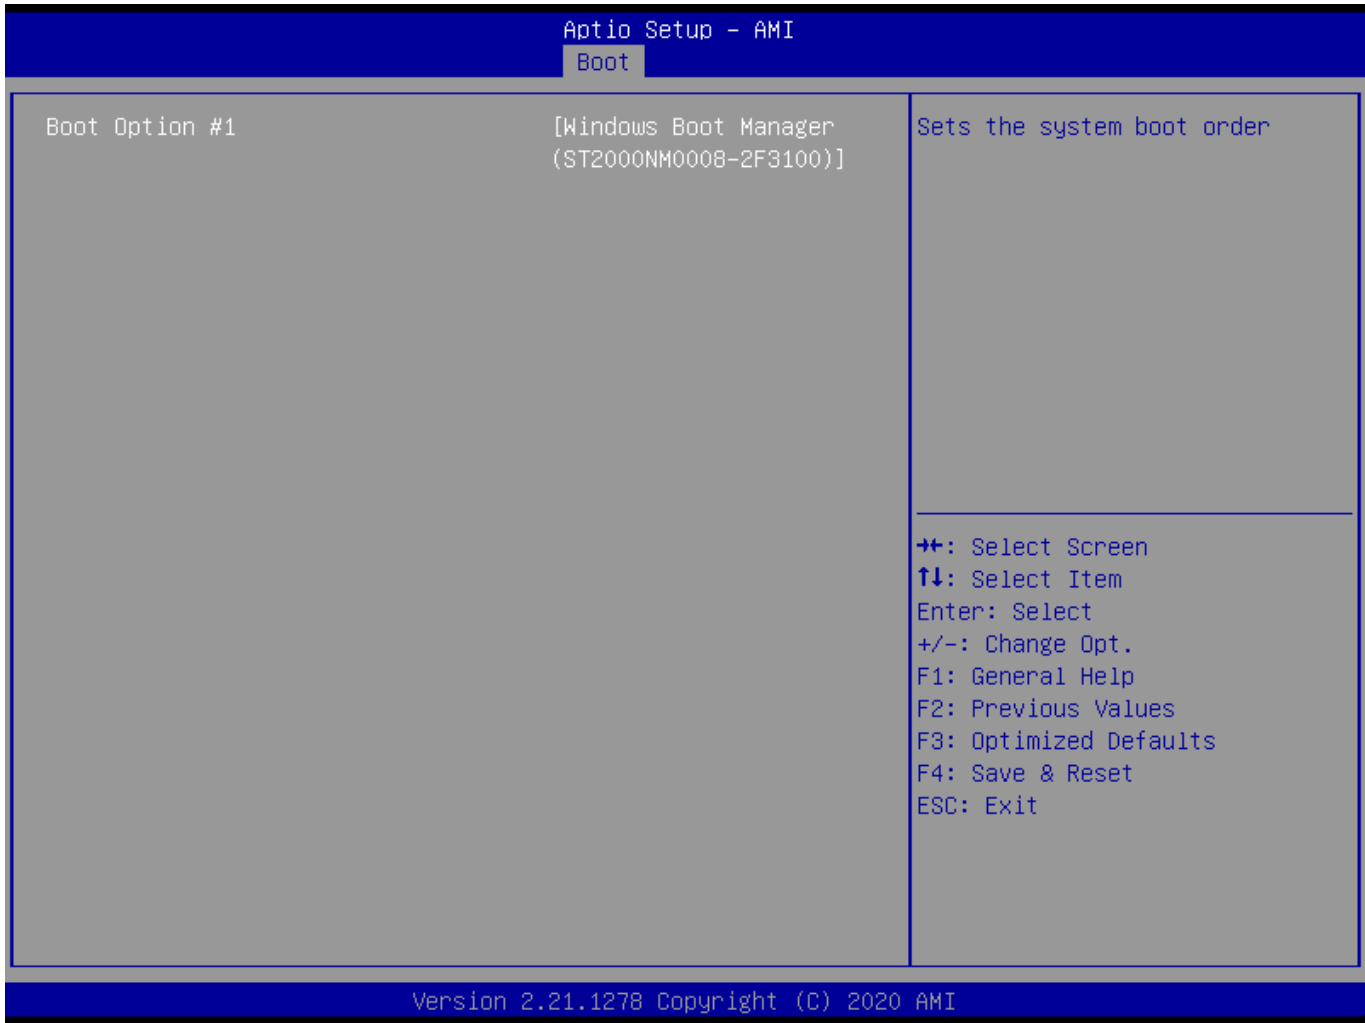 Aptio Setup - AMI
Boot
Boot Option #1
[Windows Boot Manager
(ST2000NM0008-2F3100)]
Sets the system boot order
→←: Select Screen
↑↓: Select Item
Enter: Select
+/-: Change Opt.
F1: General Help
F2: Previous Values
F3: Optimized Defaults
F4: Save & Reset
ESC: Exit
Version 2.21.1278 Copyright (C) 2020 AMI